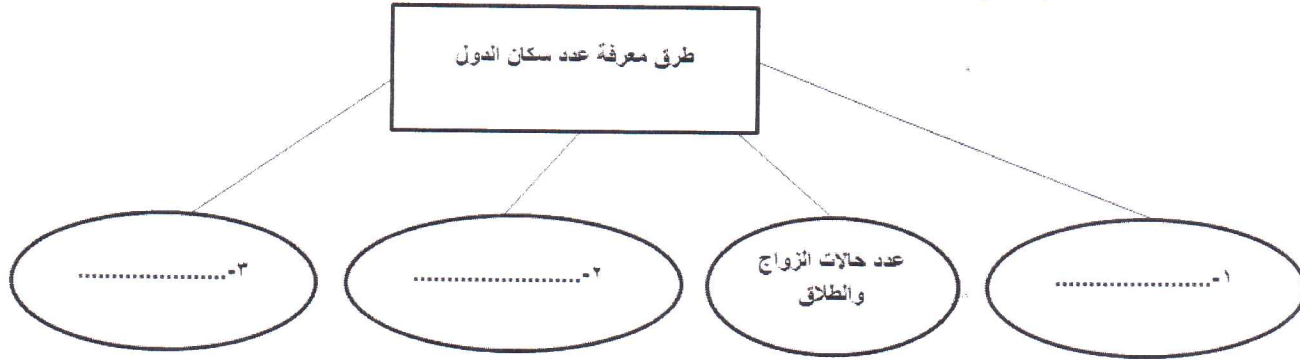 طرق معرفة عدد سكان الدول
١-......................
عدد حالات الزواج
والطلاق
٢-........................
٣-.....................